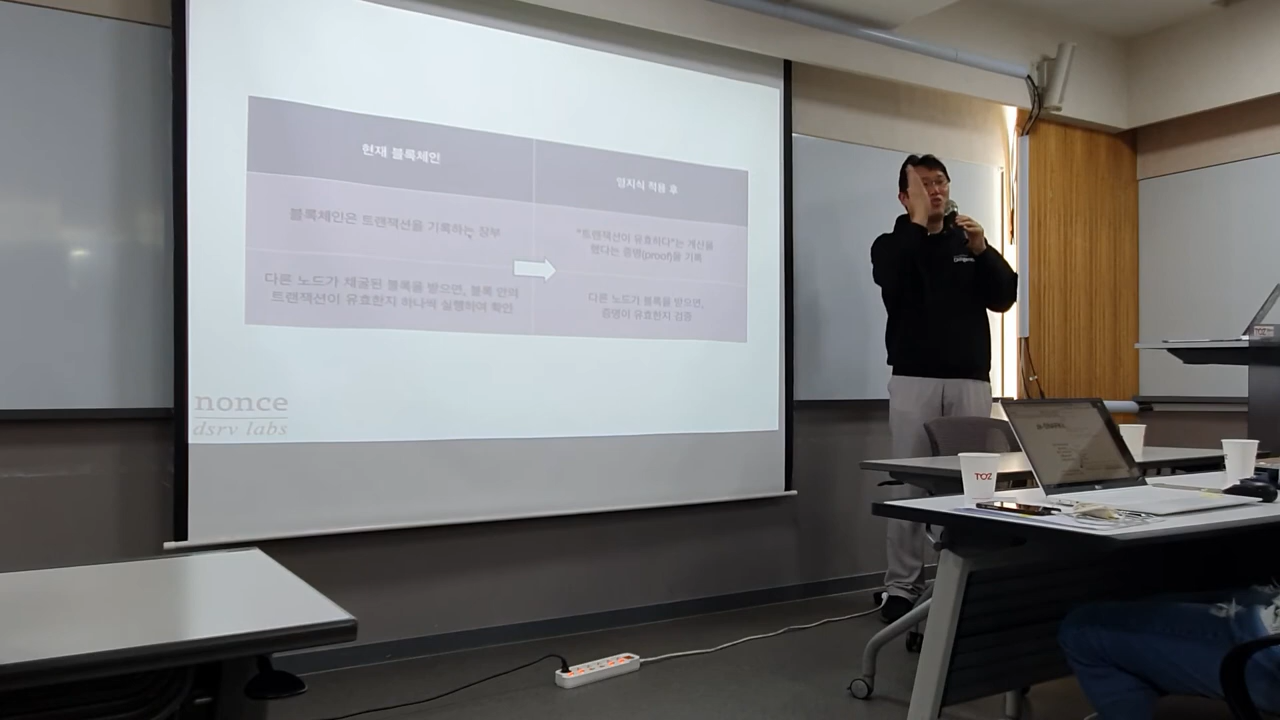 현재 블록체인
영지식 적용 후
블록체인은 트랜잭션을 기록하는 장부
"트랜잭션이 유효하다"는 계산을
했다는 증명(proof)을 기록
다른 노드가 채굴된 블록을 받으면, 블록 안의
트랜잭션이 유효한지 하나씩 실행하여 확인
다른 노드가 블록을 받으면,
증명이 유효한지 검증
nonce
dsrv labs
TOZ
TOZ